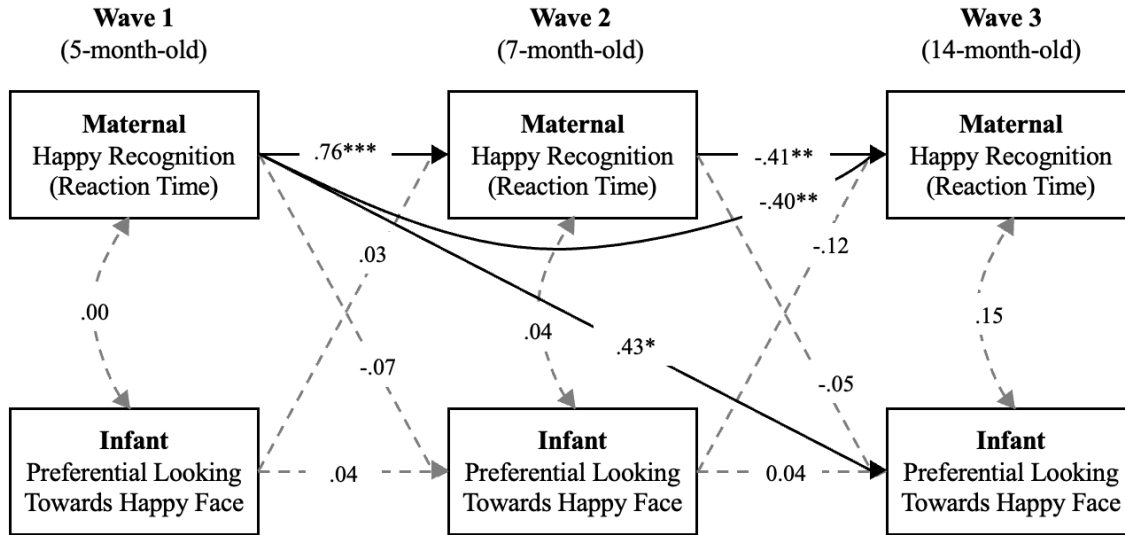 Wave 1
(5-month-old)
Wave 2
(7-month-old)
Wave 3
(14-month-old)
Maternal
Happy Recognition
(Reaction Time)
.76***
Maternal
Happy Recognition
(Reaction Time)
-.41**
-.40**
Maternal
Happy Recognition
(Reaction Time)
.03
-.12
.00
.04
.43*
.15
-.07
-.05
Infant
Preferential Looking
Towards Happy Face
.04
Infant
Preferential Looking
Towards Happy Face
0.04
Infant
Preferential Looking
Towards Happy Face